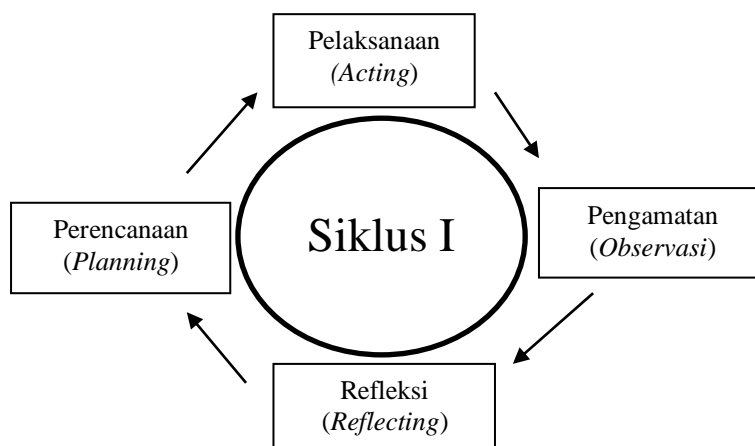 Pelaksanaan
(Acting)
Perencanaan
(Planning)
Siklus I
Pengamatan
(Observasi)
Refleksi
(Reflecting)